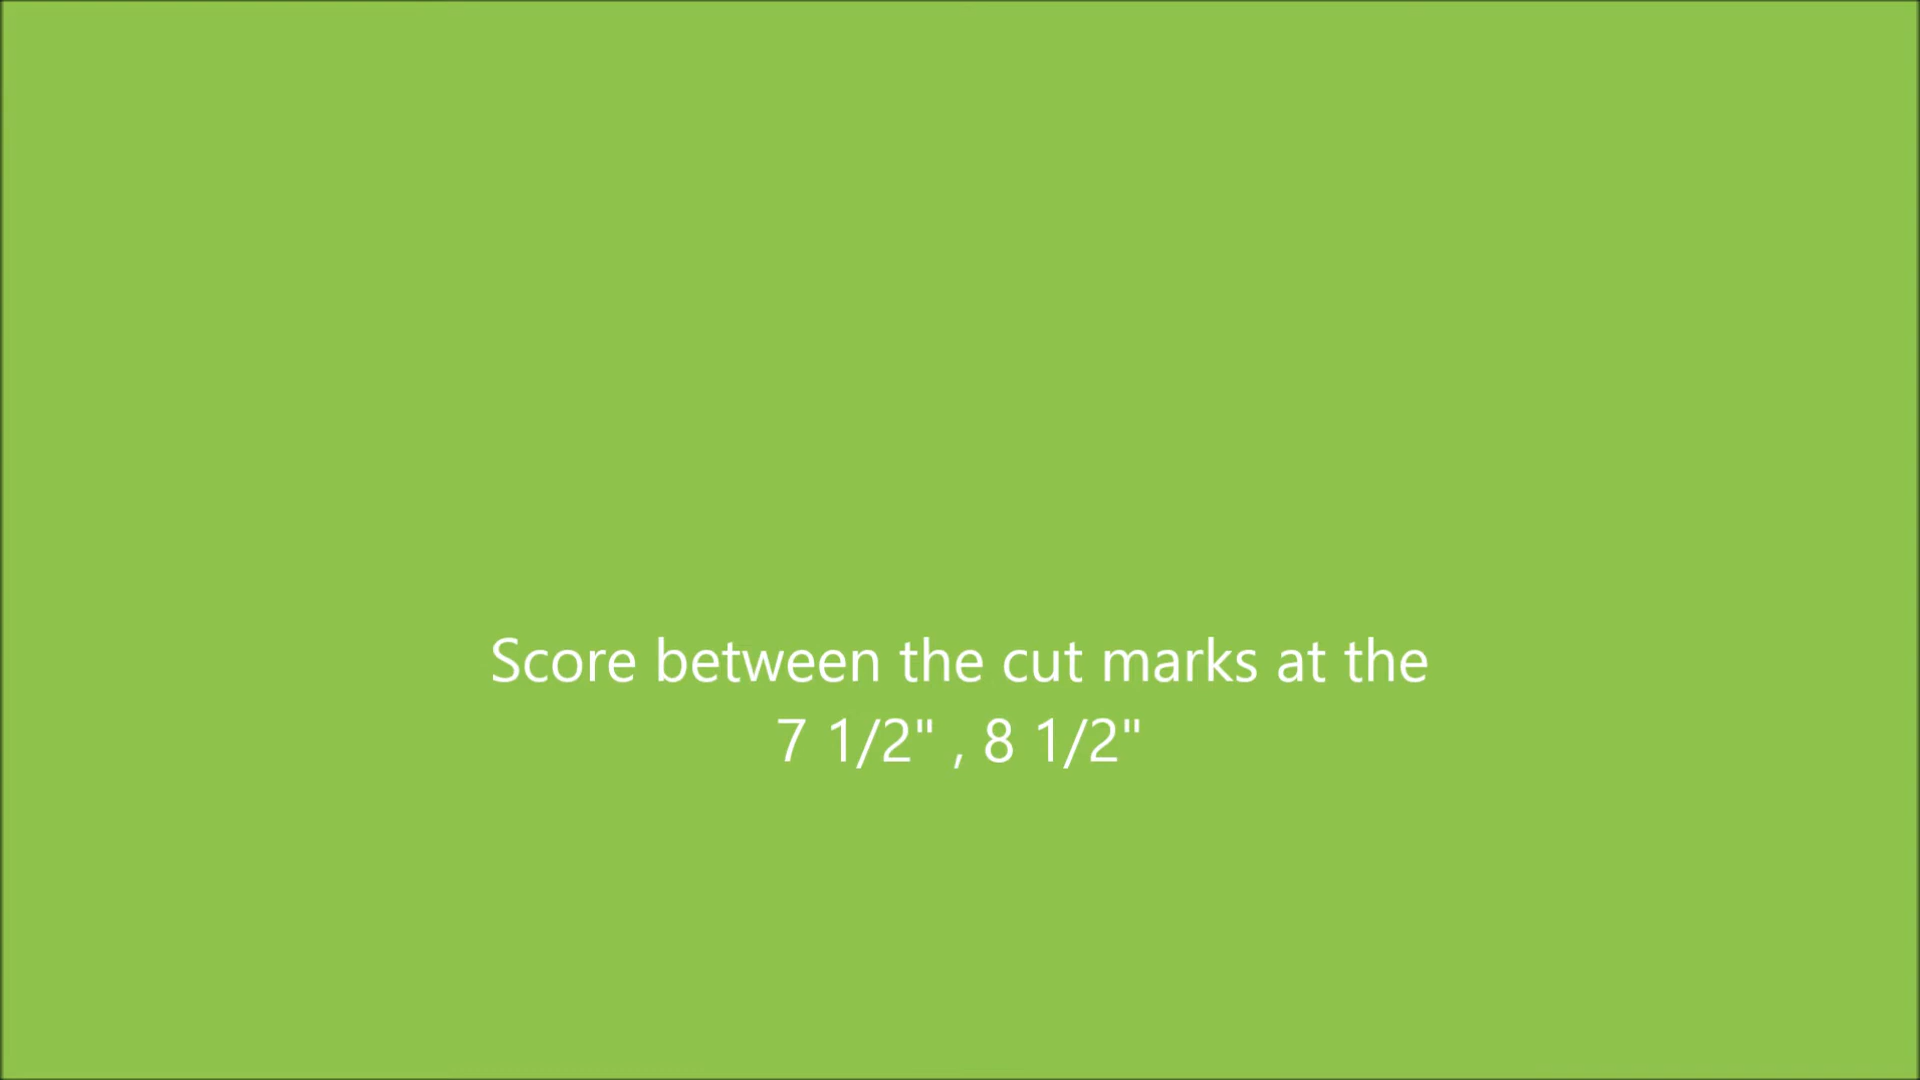 Score between the cut marks at the
7 1/2" , 8 1/2"